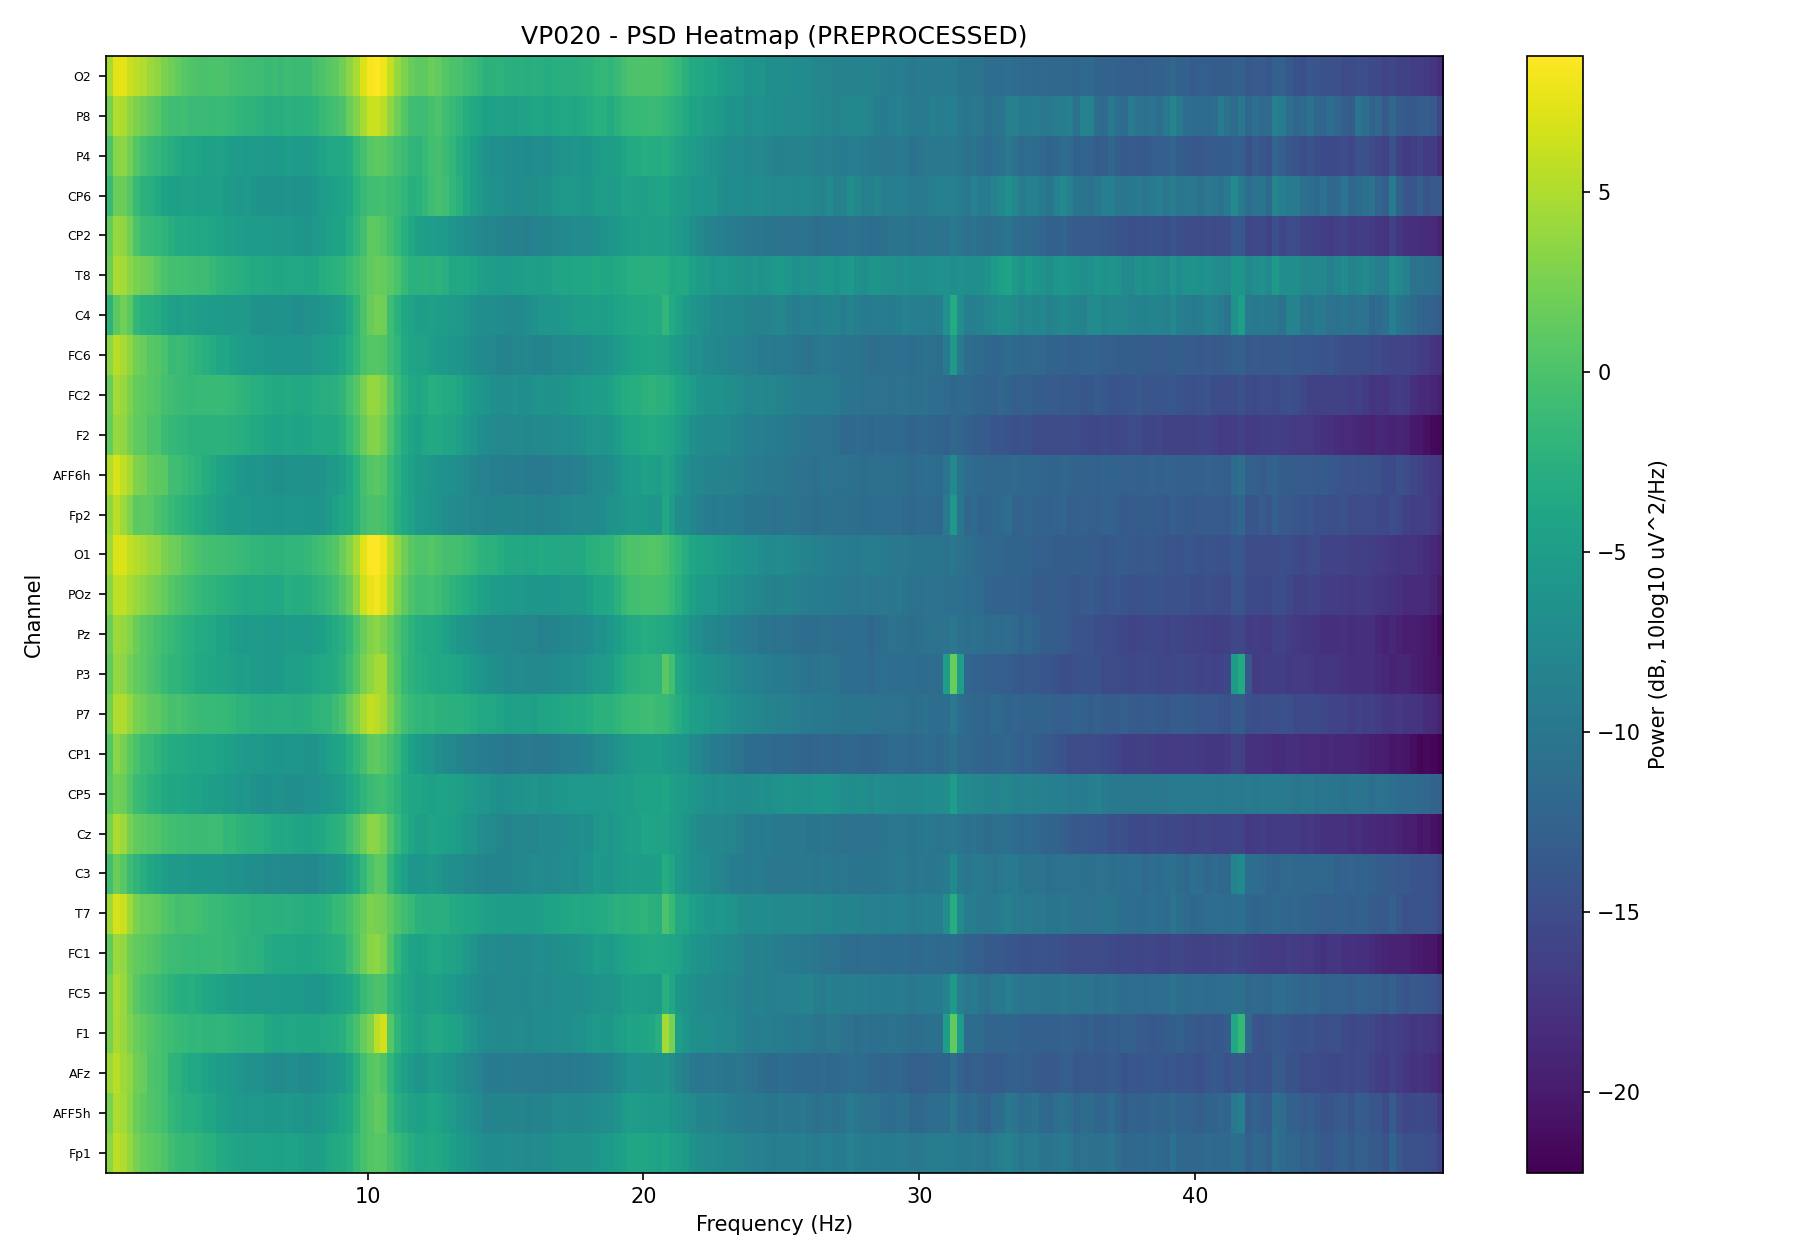 VP020 - PSD Heatmap (PREPROCESSED)
Channel
O2
P8
P4
CP6
CP2
T8
C4
FC6
FC2
F2
AFF6h
Fp2
O1
POz
Pz
P3
P7
CP1
CP5
Cz
C3
T7
FC1
FC5
F1
AFz
AFF5h
Fp1
10 20 30 40
Frequency (Hz)
5
0
−5
−10
−15
−20
Power (dB, 10log10 uV^2/Hz)